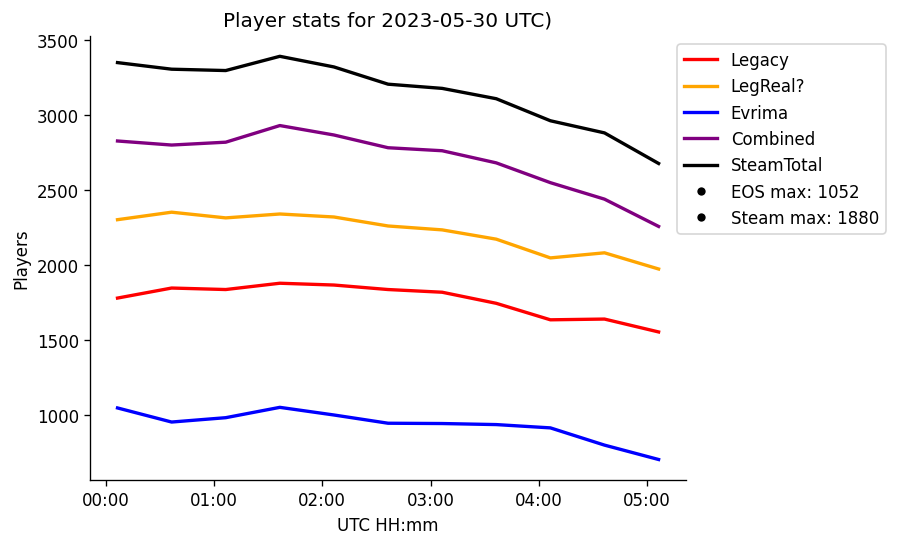 Player stats for 2023-05-30 UTC)
3500
3000
2500
2000
1500
1000
Players
00:00
01:00
02:00
03:00
04:00
05:00
UTC HH:mm
Legacy
LegReal?
Evrima
Combined
SteamTotal
EOS max: 1052
Steam max: 1880